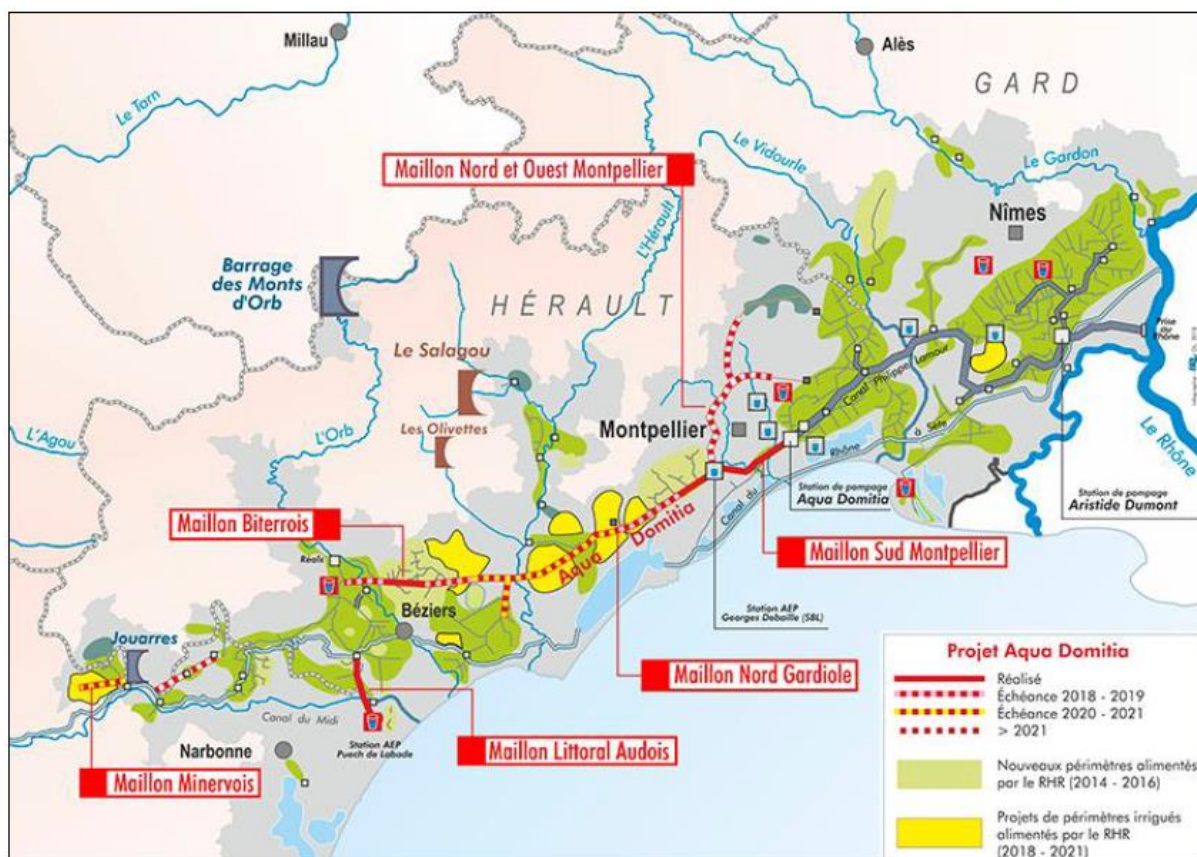 Millau
Alès
Le Tarn
GARD
Le Vidourle
Le Gardon
Maillon Nord et Ouest Montpellier
L'Hérault
Nîmes
Barrage
des Monts
d'Orb
HÉRAULT
Prise
au
Rhône
Le Salagou
Canal Philippe Lamour
Les Olivettes
Montpellier
à Sète
Le Rhône
L'Agou
L'Orb
Canal du Rhône
Station de pompage
Aqua Domitia
Station de pompage
Aristide Dumont
Maillon Biterrois
Aqua Domitia
Maillon Sud Montpellier
Réals
Béziers
Station AEP
Georges Debaille (SBL)
Jouarres
Maillon Nord Gardiole
Canal du Midi
Station AEP
Puech de Labade
Maillon Littoral Audois
Narbonne
Maillon Minervois
Projet Aqua Domitia
Réalisé
Échéance 2018 - 2019
Échéance 2020 - 2021
> 2021
Nouveaux périmètres alimentés
par le RHR (2014 - 2016)
Projets de périmètres irrigués
alimentés par le RHR
(2018 - 2021)